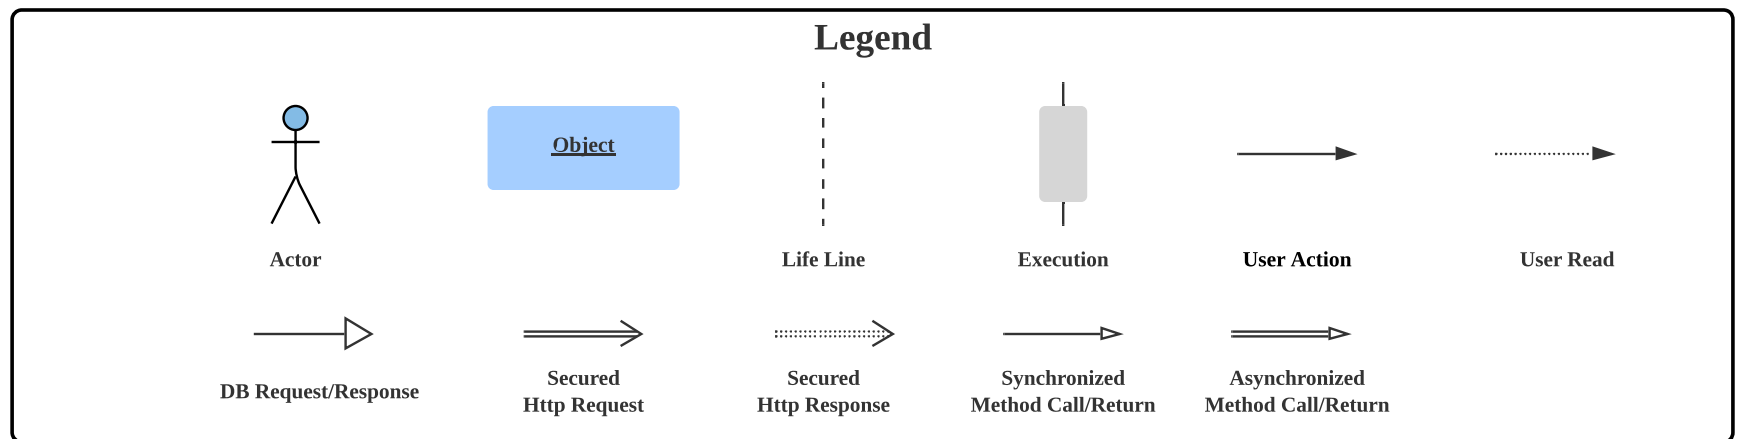 Legend
Object
Actor
Life Line
Execution
User Action
User Read
DB Request/Response
Secured
Http Request
Secured
Http Response
Synchronized
Method Call/Return
Asynchronized
Method Call/Return